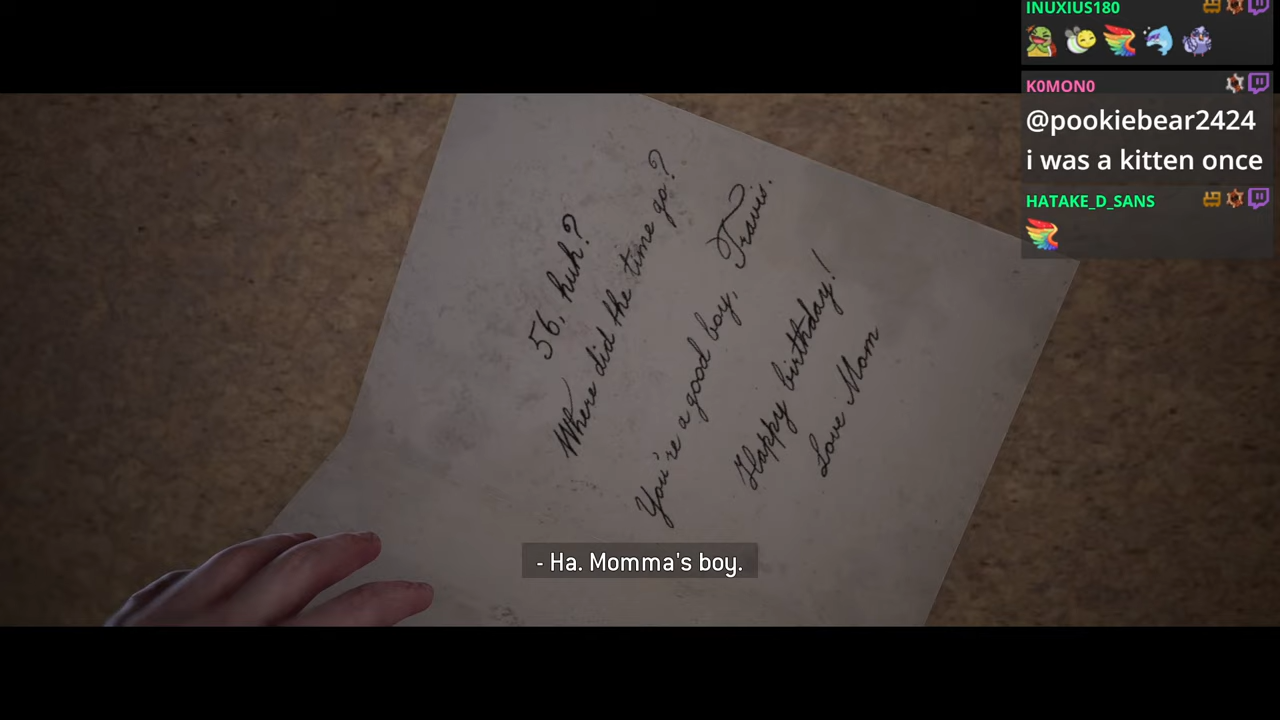 INUXIUS180
K0MON0
@pookiebear2424
i was a kitten once
HATAKE_D_SANS
56, huh?
Where did the time go?
You're a good boy, Travis.
Happy birthday!
Love Mom
- Ha. Momma's boy.